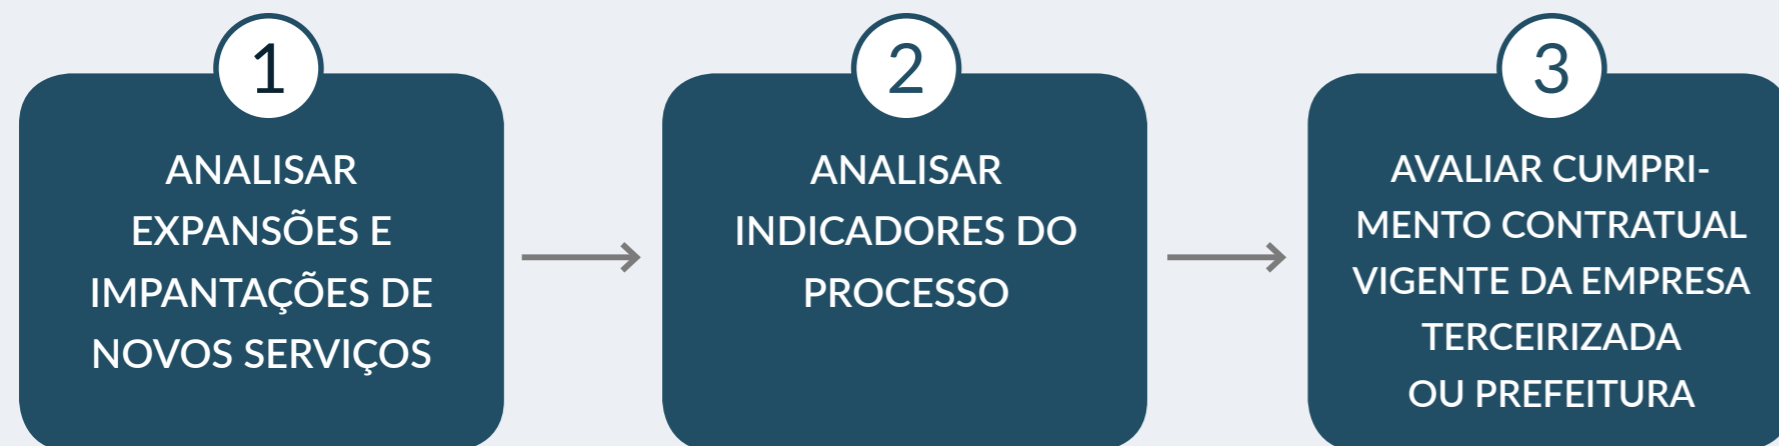 1
ANALISAR
EXPANSÕES E
IMPANTAÇÕES DE
NOVOS SERVIÇOS
2
ANALISAR
INDICADORES DO
PROCESSO
3
AVALIAR CUMPRI-
MENTO CONTRATUAL
VIGENTE DA EMPRESA
TERCEIRIZADA
OU PREFEITURA